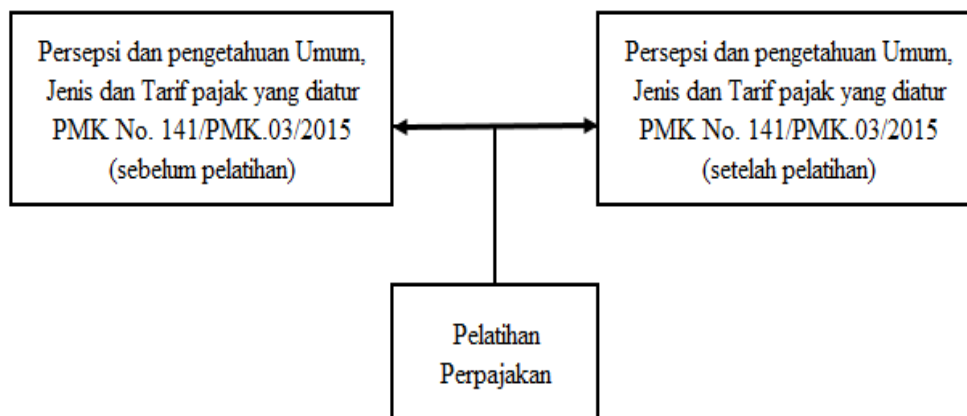 Persepsi dan pengetahuan Umum,
Jenis dan Tarif pajak yang diatur
PMK No. 141/PMK.03/2015
(sebelum pelatihan)
Persepsi dan pengetahuan Umum,
Jenis dan Tarif pajak yang diatur
PMK No. 141/PMK.03/2015
(setelah pelatihan)
Pelatihan
Perpajakan